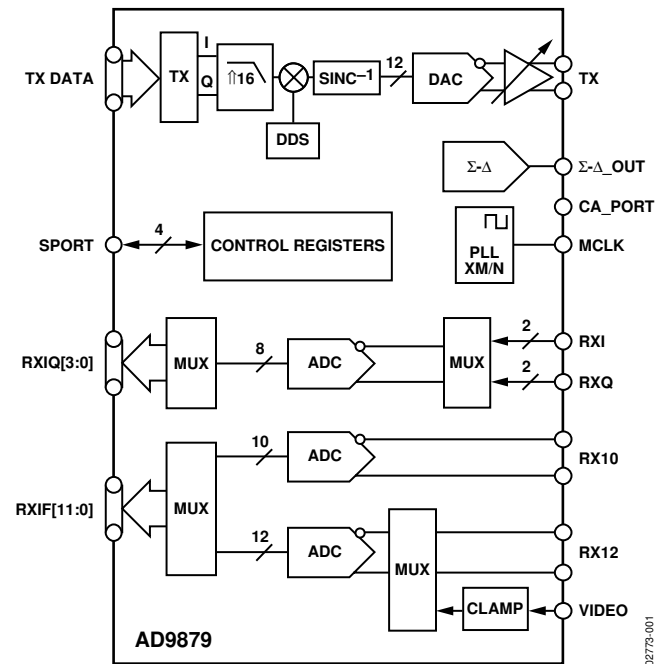 TX DATA
TX
I
Q
⇑16
DDS
SINC–1
12
DAC
TX
Σ-Δ
Σ-Δ_OUT
CA_PORT
SPORT
4
CONTROL REGISTERS
PLL
XM/N
MCLK
RXIQ[3:0]
MUX
8
ADC
MUX
2
RXI
2
RXQ
RXIF[11:0]
MUX
10
ADC
RX10
12
ADC
MUX
RX12
CLAMP
VIDEO
AD9879
02773-001